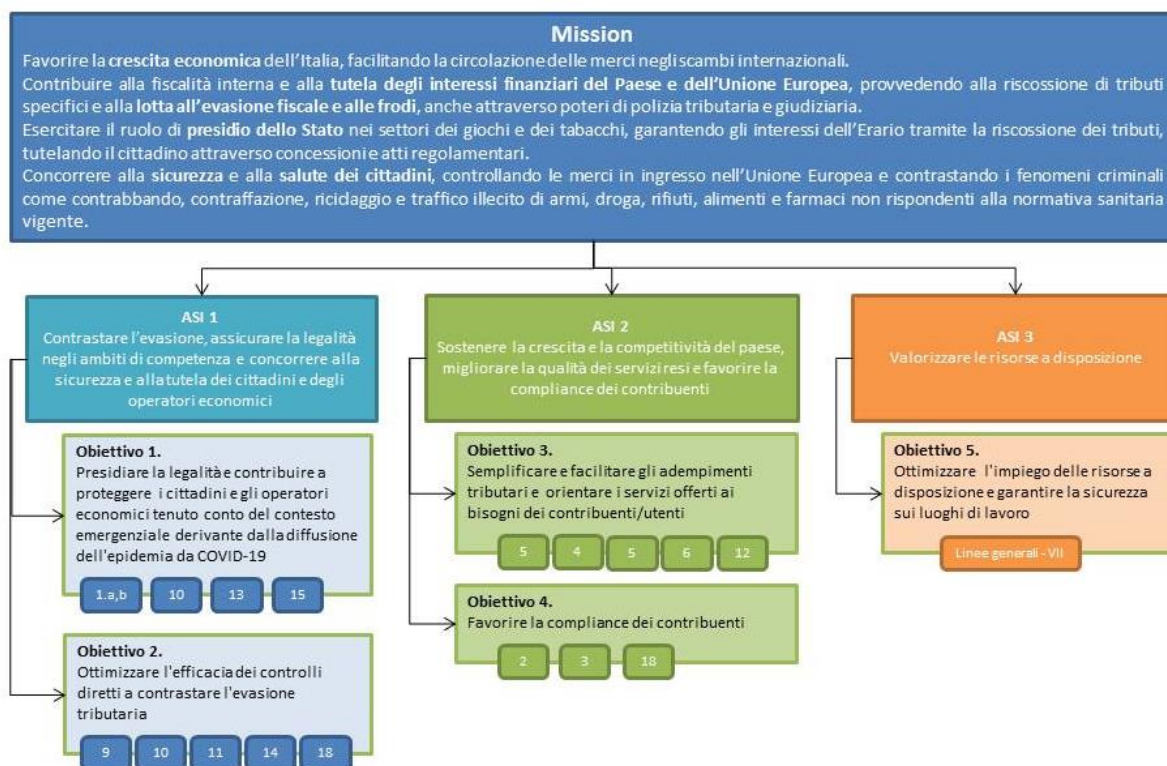 Mission
Favorire la crescita economica dell'Italia, facilitando la circolazione delle merci negli scambi internazionali.
Contribuire alla fiscalità interna e alla tutela degli interessi finanziari del Paese e dell'Unione Europea, provvedendo alla riscossione di tributi
specifici e alla lotta all'evasione fiscale e alle frodi, anche attraverso poteri di polizia tributaria e giudiziaria.
Esercitare il ruolo di presidio dello Stato nei settori dei giochi e dei tabacchi, garantendo gli interessi dell'Erario tramite la riscossione dei tributi,
tutelando il cittadino attraverso concessioni e atti regolamentari.
Concorrere alla sicurezza e alla salute dei cittadini, controllando le merci in ingresso nell'Unione Europea e contrastando i fenomeni criminali
come contrabbando, contraffazione, riciclaggio e traffico illecito di armi, droga, rifiuti, alimenti e farmaci non rispondenti alla normativa sanitaria
vigente.
ASI 1
Contrastare l'evasione, assicurare la legalità
negli ambiti di competenza e concorrere alla
sicurezza e alla tutela dei cittadini e degli
operatori economici
Obiettivo 1.
Presidiare la legalità e contribuire a
proteggere i cittadini e gli operatori
economici tenuto conto del contesto
emergenziale derivante dalla diffusione
dell'epidemia da COVID-19
1.a,b 10 13 15
Obiettivo 2.
Ottimizzare l'efficacia dei controlli
diretti a contrastare l'evasione
tributaria
9 10 11 14 18
ASI 2
Sostenere la crescita e la competitività del paese,
migliorare la qualità dei servizi resi e favorire la
compliance dei contribuenti
Obiettivo 3.
Semplificare e facilitare gli adempimenti
tributari e orientare i servizi offerti ai
bisogni dei contribuenti/utenti
5 4 5 6 12
Obiettivo 4.
Favorire la compliance dei contribuenti
2 3 18
ASI 3
Valorizzare le risorse a disposizione
Obiettivo 5.
Ottimizzare l'impiego delle risorse a
disposizione e garantire la sicurezza
sui luoghi di lavoro
Linee generali - VII